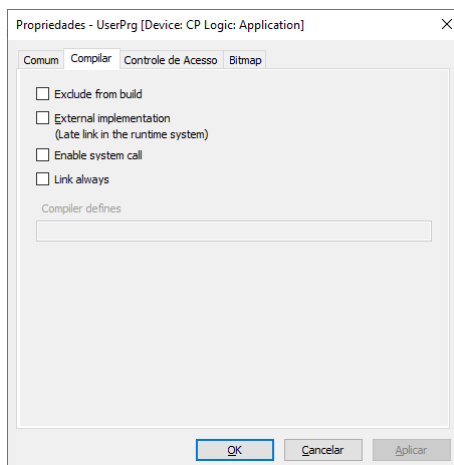 Propriedades - UserPrg [Device: CP Logic: Application]
Comum Compilar Controle de Acesso Bitmap
Exclude from build
External implementation
(Late link in the runtime system)
Enable system call
Link always
Compiler defines
OK Cancelar Aplicar